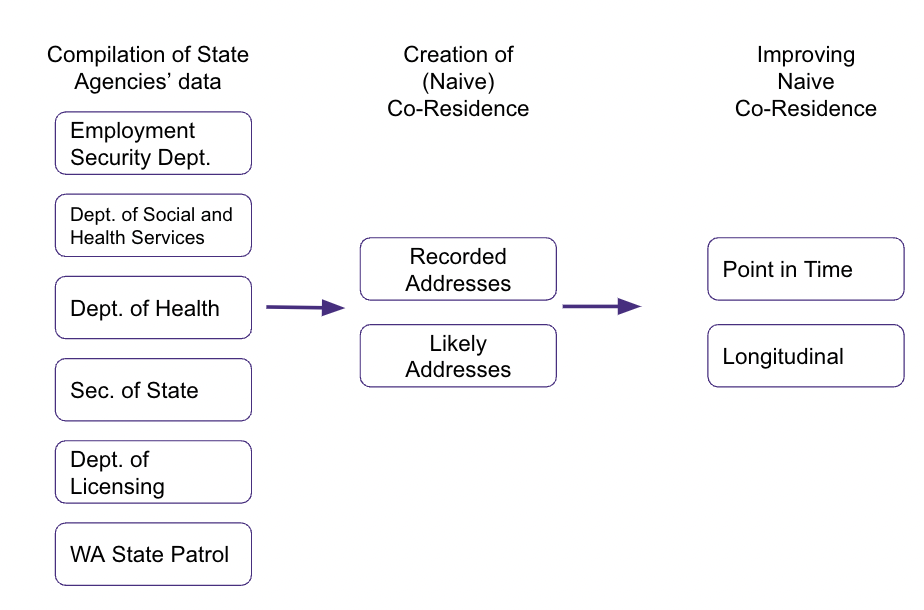 Compilation of State
Agencies’ data
Employment
Security Dept.
Dept. of Social and
Health Services
Dept. of Health
Sec. of State
Dept. of
Licensing
WA State Patrol
Creation of
(Naive)
Co-Residence
Recorded
Addresses
Likely
Addresses
Improving
Naive
Co-Residence
Point in Time
Longitudinal